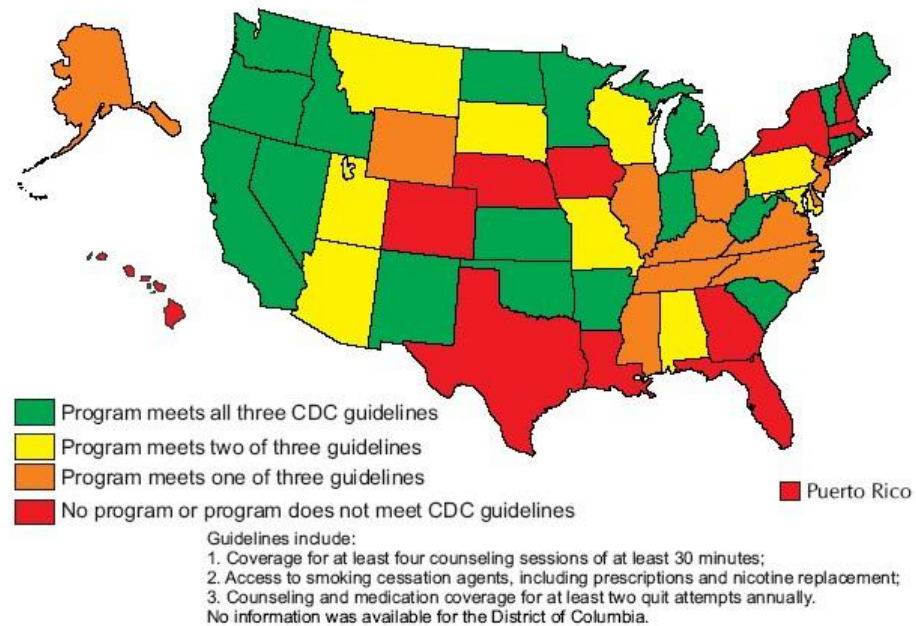 Program meets all three CDC guidelines
Program meets two of three guidelines
Program meets one of three guidelines
Puerto Rico
No program or program does not meet CDC guidelines
Guidelines include:
1. Coverage for at least four counseling sessions of at least 30 minutes;
2. Access to smoking cessation agents, including prescriptions and nicotine replacement;
3. Counseling and medication coverage for at least two quit attempts annually.
No information was available for the District of Columbia.